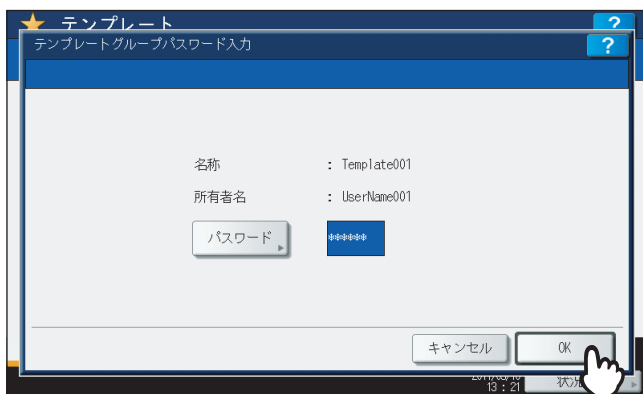 テンプレート
?
テンプレートグループパスワード入力
?
名称 : Template001
所有者名 : UserName001
パスワード ******
キャンセル OK
13 : 21